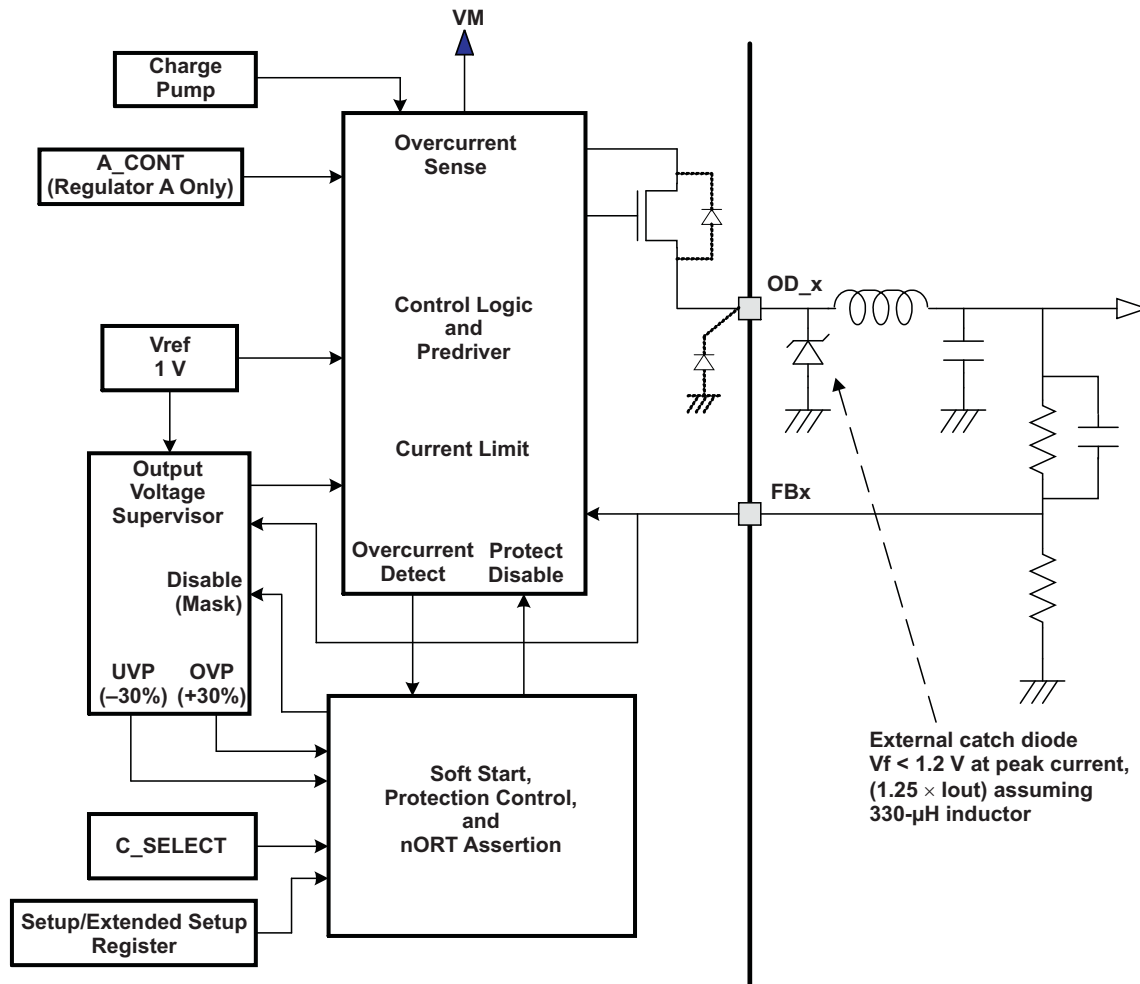 VM
Charge
Pump
A_CONT
(Regulator A Only)
Overcurrent
Sense
Control Logic
and
Predriver
Current Limit
Overcurrent
Detect
Protect
Disable
Vref
1 V
Output
Voltage
Supervisor
Disable
(Mask)
UVP
(–30%)
OVP
(+30%)
Soft Start,
Protection Control,
and
nORT Assertion
C_SELECT
Setup/Extended Setup
Register
OD_x
FBx
External catch diode
Vf < 1.2 V at peak current,
(1.25 × Iout) assuming
330-µH inductor